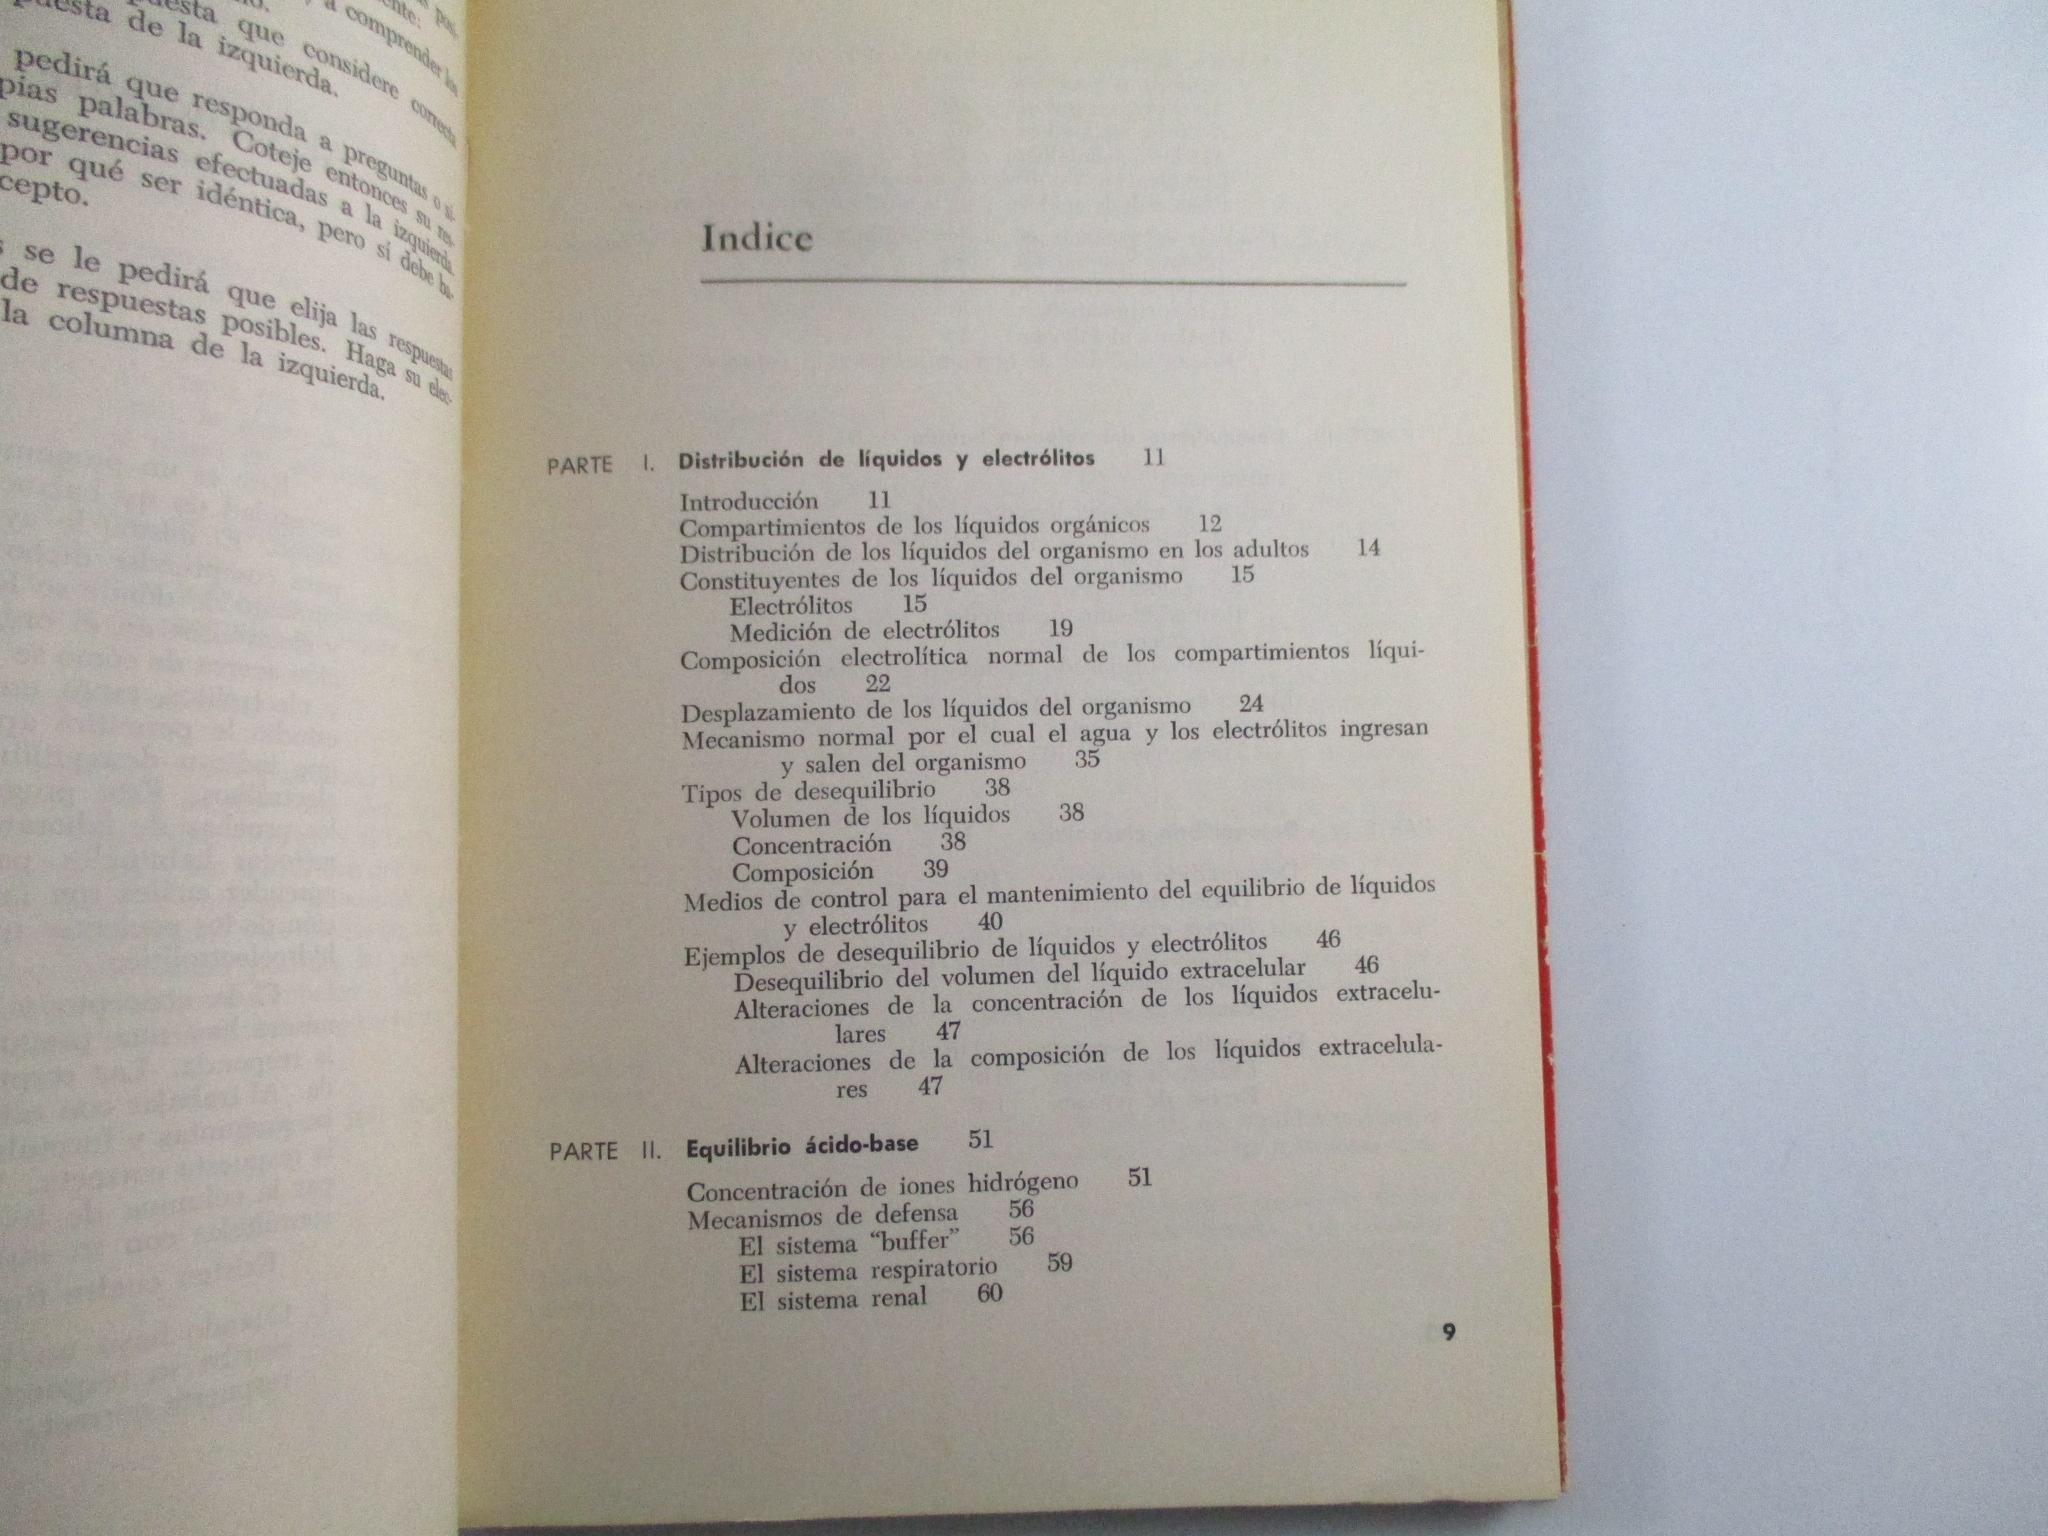 que considere correcta
puesta de la izquierda.
pedirá que responda a preguntas o si-
pias palabras. Coteje entonces su res-
sugerencias efectuadas a la izquierda.
por qué ser idéntica, pero sí debe ba-
cepto.
se le pedirá que elija las respuestas
de respuestas posibles. Haga su elec-
la columna de la izquierda.
Indice
PARTE I. Distribución de líquidos y electrólitos 11
Introducción 11
Compartimientos de los líquidos orgánicos 12
Distribución de los líquidos del organismo en los adultos 14
Constituyentes de los líquidos del organismo 15
Electrólitos 15
Medición de electrólitos 19
Composición electrolítica normal de los compartimientos líqui-
dos 22
Desplazamiento de los líquidos del organismo 24
Mecanismo normal por el cual el agua y los electrólitos ingresan
y salen del organismo 35
Tipos de desequilibrio 38
Volumen de los líquidos 38
Concentración 38
Composición 39
Medios de control para el mantenimiento del equilibrio de líquidos
y electrólitos 40
Ejemplos de desequilibrio de líquidos y electrólitos 46
Desequilibrio del volumen del líquido extracelular 46
Alteraciones de la concentración de los líquidos extracelu-
lares 47
Alteraciones de la composición de los líquidos extracelula-
res 47
PARTE II. Equilibrio ácido-base 51
Concentración de iones hidrógeno 51
Mecanismos de defensa 56
El sistema “buffer” 56
El sistema respiratorio 59
El sistema renal 60
9